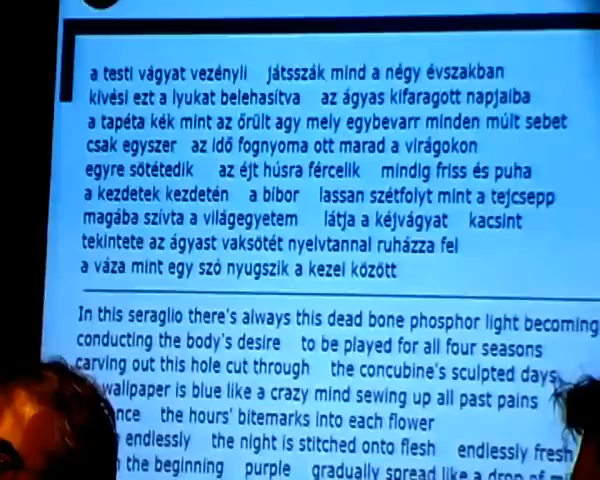 a testi vágyat vezényli játsszák mind a négy évszakban
kivési ezt a lyukat belehasítva az ágyas kifaragott napjaiba
a tapéta kék mint az őrült agy mely egybevarr minden múlt sebet
csak egyszer az idő fognyoma ott marad a virágokon
egyre sötétedik az éjt húsra fércelik mindig friss és puha
a kezdetek kezdetén a bíbor lassan szétfolyt mint a tejcsepp
magába szívta a világegyetem látja a kéjvágyat kacsint
tekintete az ágyast vaksötét nyelvtannal ruházza fel
a váza mint egy szó nyugszik a kezei között
In this seraglio there's always this dead bone phosphor light becoming
conducting the body's desire to be played for all four seasons
carving out this hole cut through the concubine's sculpted days
wallpaper is blue like a crazy mind sewing up all past pains
the hours' bitemarks into each flower
endlessly the night is stitched onto flesh endlessly fresh
the beginning purple gradually spread like a drop of